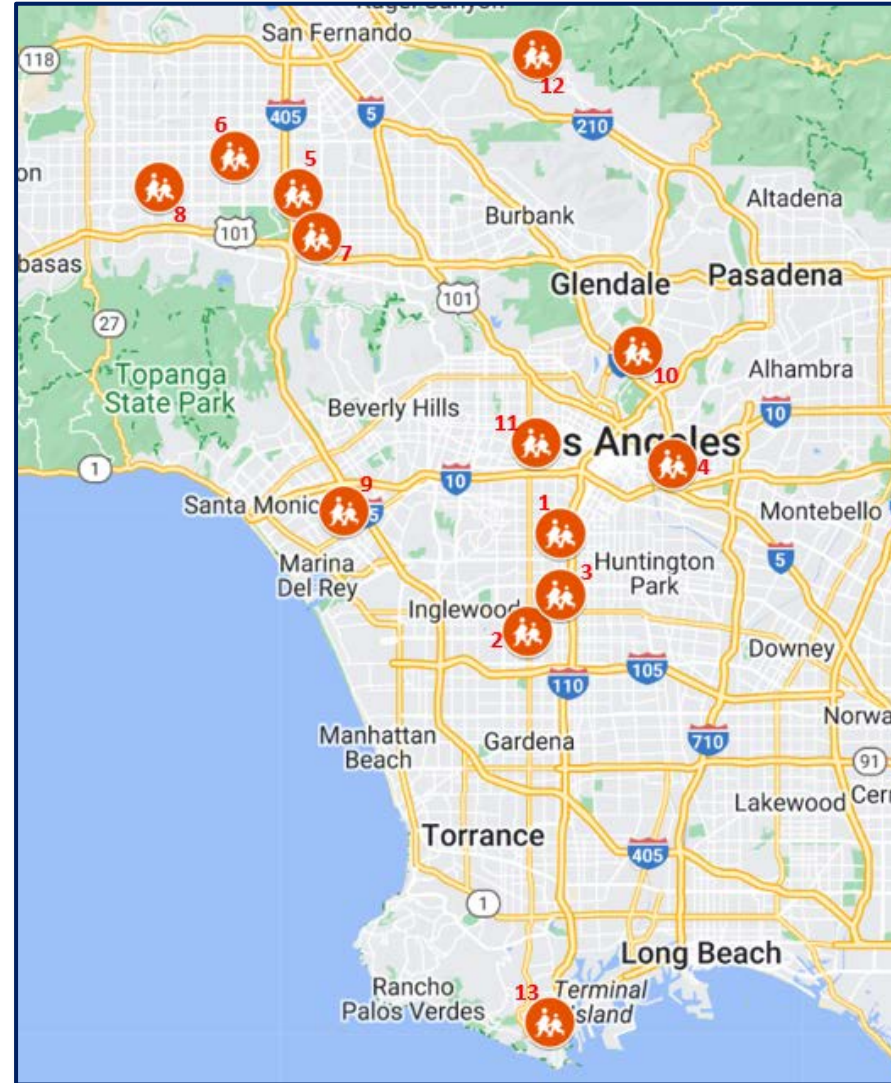 San Fernando
118
405
5
12
210
6
5
on
8
101
7
Burbank
Altadena
basas
Glendale
Pasadena
101
27
10
Alhambra
Topanga
State Park
Beverly Hills
11
s Angeles
10
4
1
10
9
Santa Monic
5
1
Montebello
Marina
Del Rey
3
Huntington
Park
5
Inglewood
2
Downey
105
110
Norwa
Manhattan
Beach
Gardena
710
91
Lakewood
Cerr
Torrance
405
1
Long Beach
Rancho
Palos Verdes
13
Terminal
Island